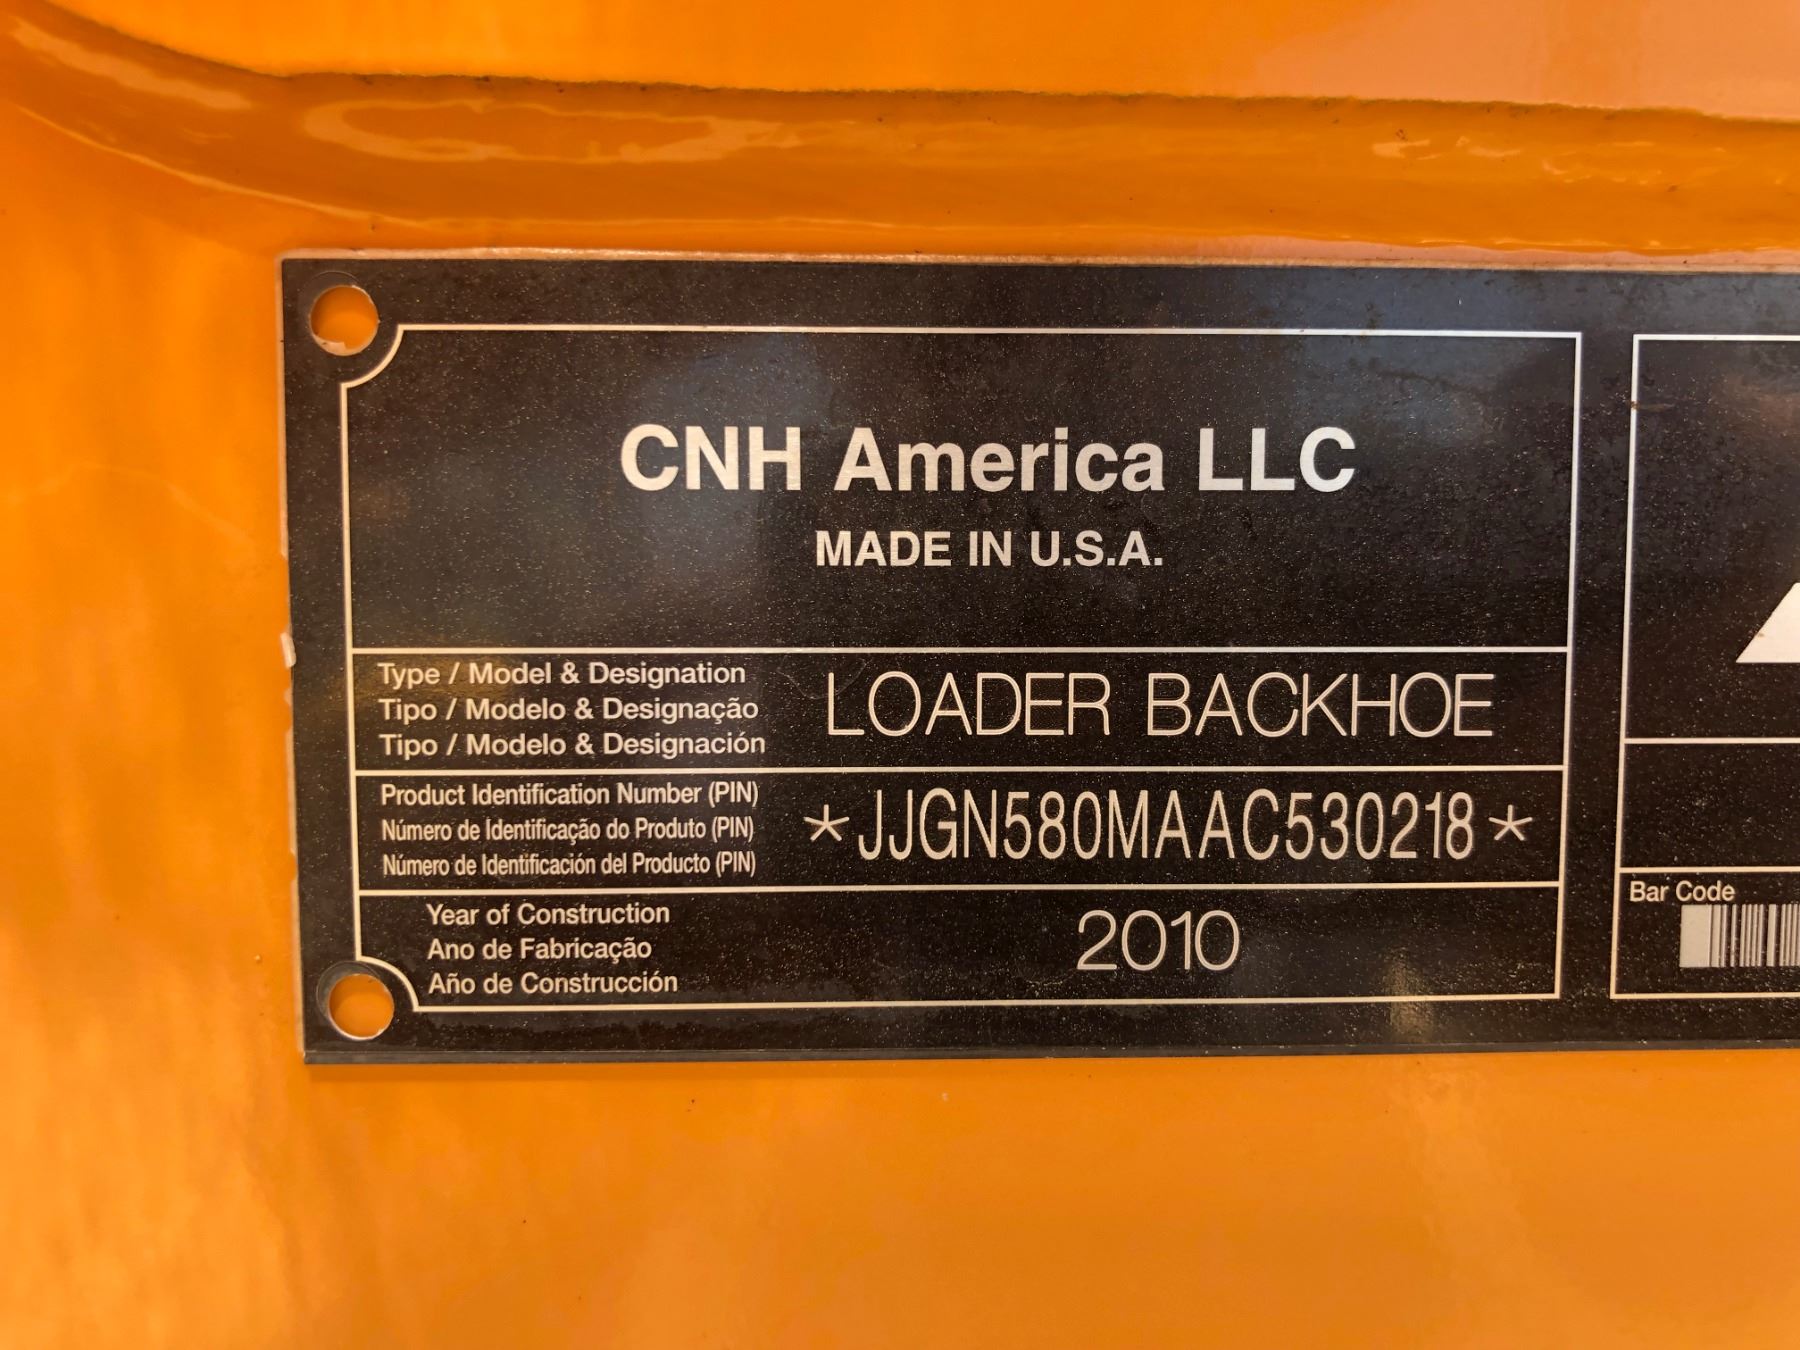 CNH America LLC
MADE IN U.S.A.
Type / Model & Designation
Tipo / Modelo & Designação
Tipo / Modelo & Designación
LOADER BACKHOE
Product Identification Number (PIN)
Número de Identificação do Produto (PIN)
Número de Identificación del Producto (PIN)
*JJGN580MAAC530218*
Year of Construction
Ano de Fabricação
Año de Construcción
2010
Bar Code